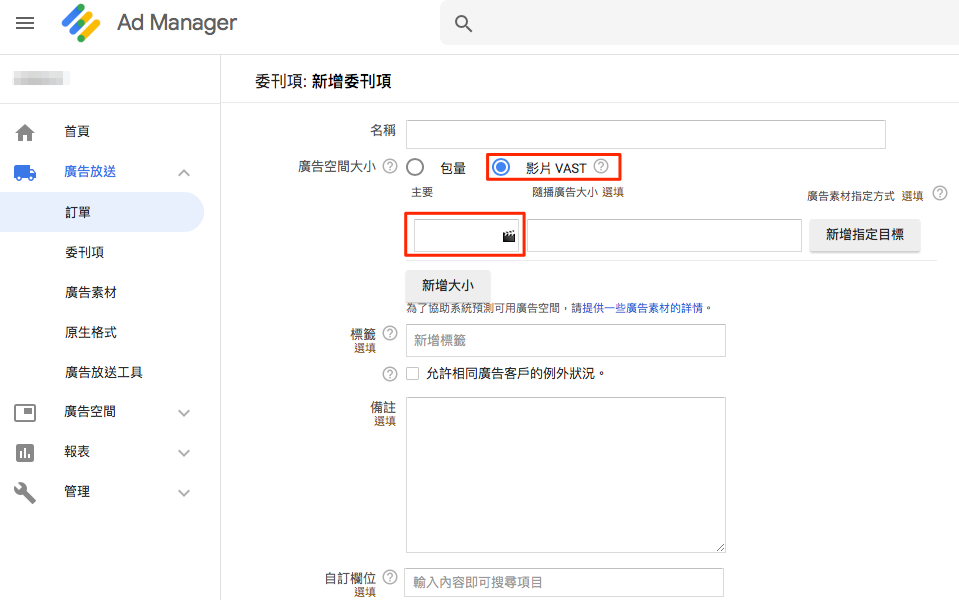 Ad Manager
委刊項: 新增委刊項
首頁
廣告放送
訂單
委刊項
廣告素材
原生格式
廣告放送工具
廣告空間
報表
管理
名稱
廣告空間大小 ? 包量 影片 VAST ?
主要 隨播廣告大小 選填 廣告素材指定方式 選填 ?
新增指定目標
新增大小
為了協助系統預測可用廣告空間，請提供一些廣告素材的詳情。
標籤 ? 新增標籤
選填
? 允許相同廣告客戶的例外狀況。
備註
選填
自訂欄位 ? 輸入內容即可搜尋項目
選填